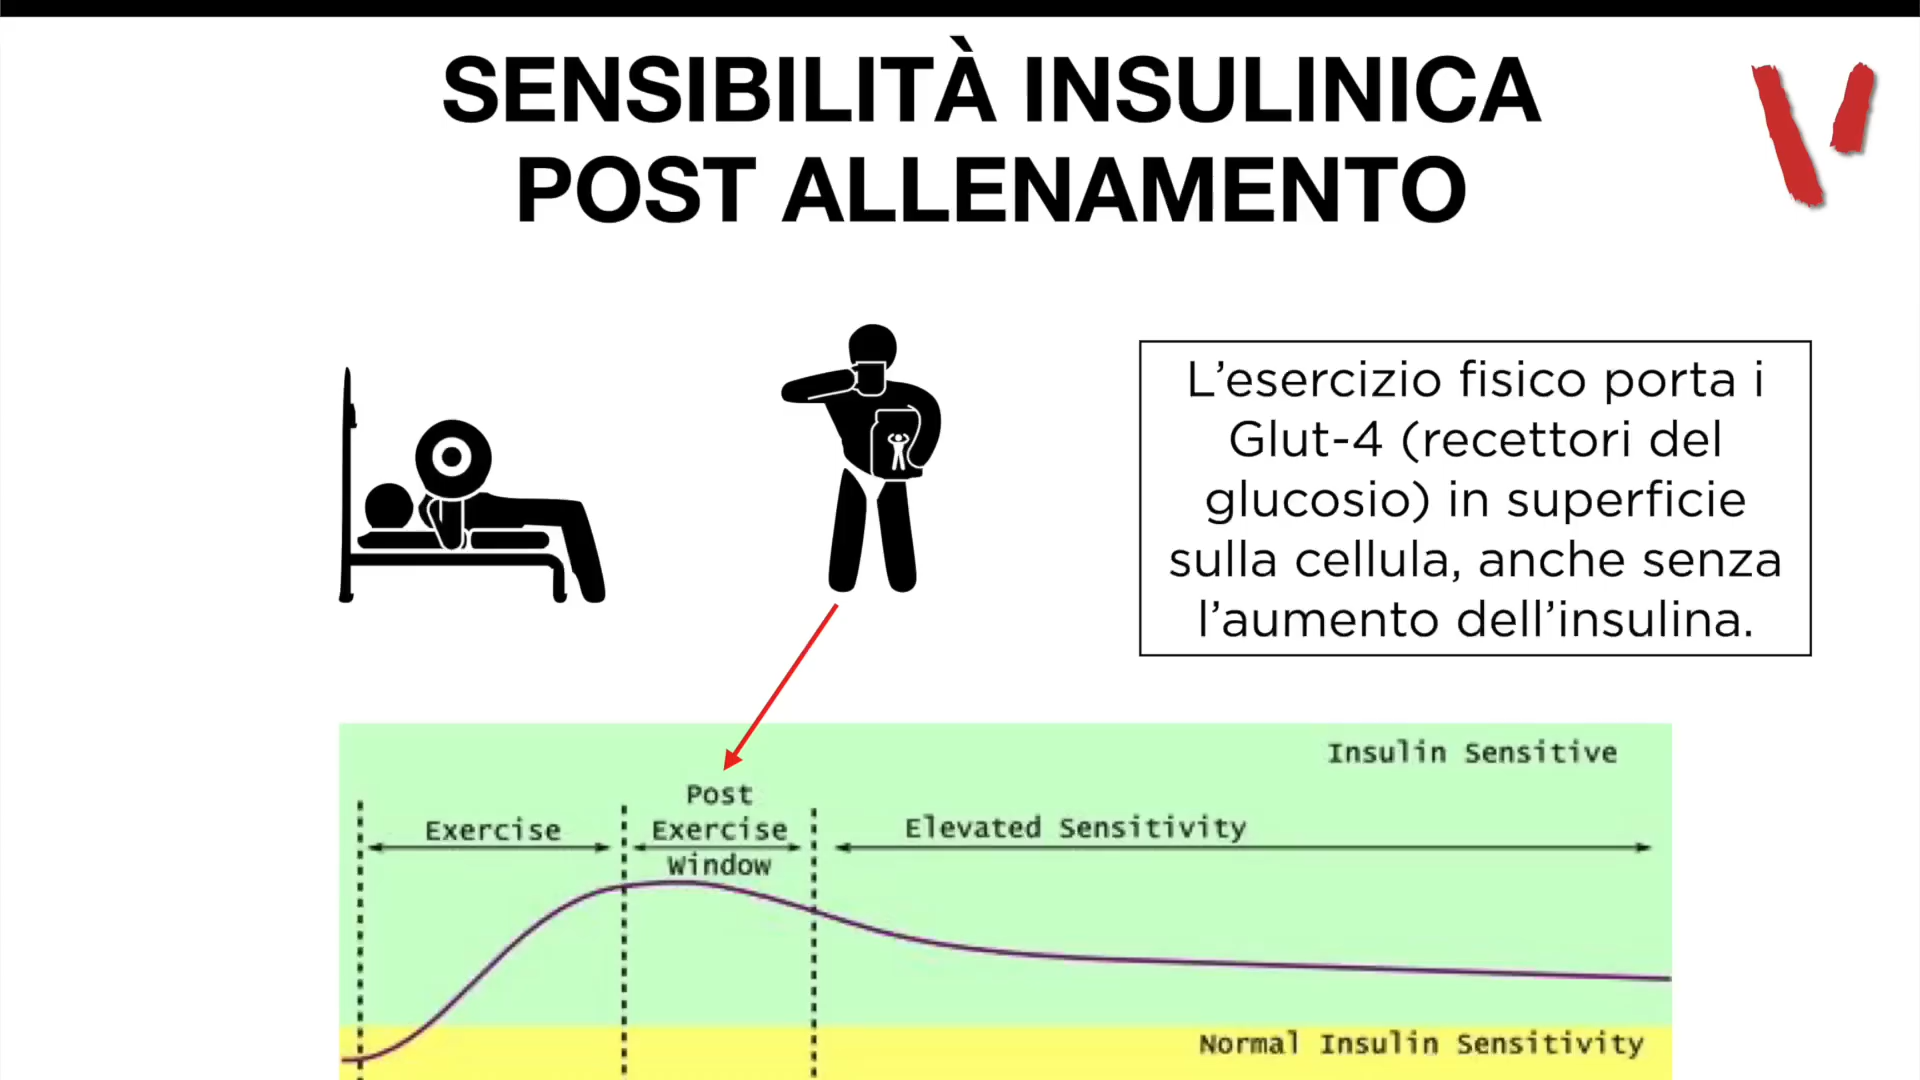 SENSIBILITÀ INSULINICA
POST ALLENAMENTO
L’esercizio fisico porta i
Glut-4 (recettori del
glucosio) in superficie
sulla cellula, anche senza
l’aumento dell’insulina.
Insulin Sensitive
Exercise
Post
Exercise
Window
Elevated Sensitivity
Normal Insulin Sensitivity